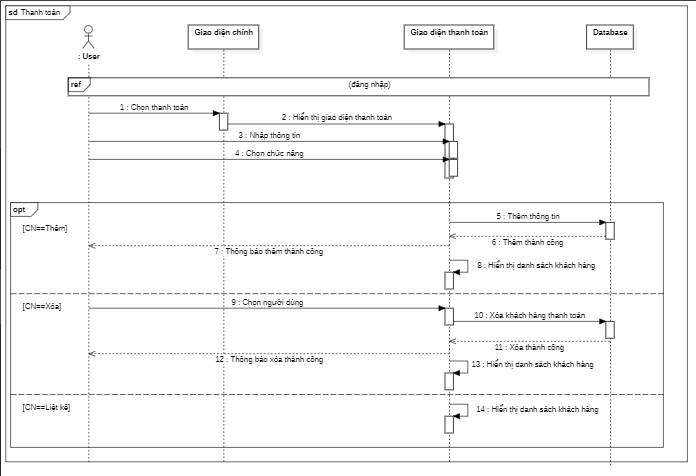 sd Thanh toán
Giao diện chính
Giao diện thanh toán
Database
: User
ref
(đăng nhập)
1 : Chọn thanh toán
2 : Hiển thị giao diện thanh toán
3 : Nhập thông tin
4 : Chọn chức năng
opt
[CN==Thêm]
5 : Thêm thông tin
6 : Thêm thành công
7 : Thông báo thêm thành công
8 : Hiển thị danh sách khách hàng
[CN==Xóa]
9 : Chọn người dùng
10 : Xóa khách hàng thanh toán
11 : Xóa thành công
12 : Thông báo xóa thành công
13 : Hiển thị danh sách khách hàng
[CN==Liệt kê]
14 : Hiển thị danh sách khách hàng